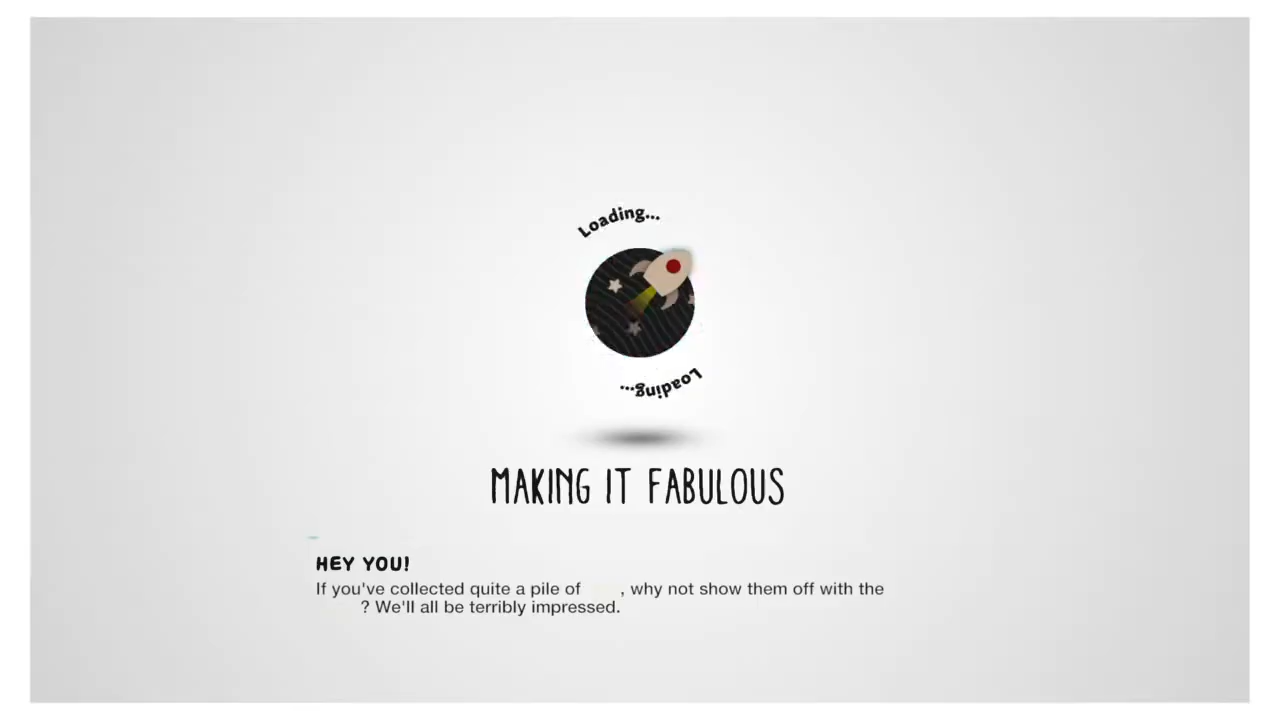 Loading...
Loading...
MAKING IT FABULOUS
HEY YOU!
If you've collected quite a pile of , why not show them off with the
? We'll all be terribly impressed.